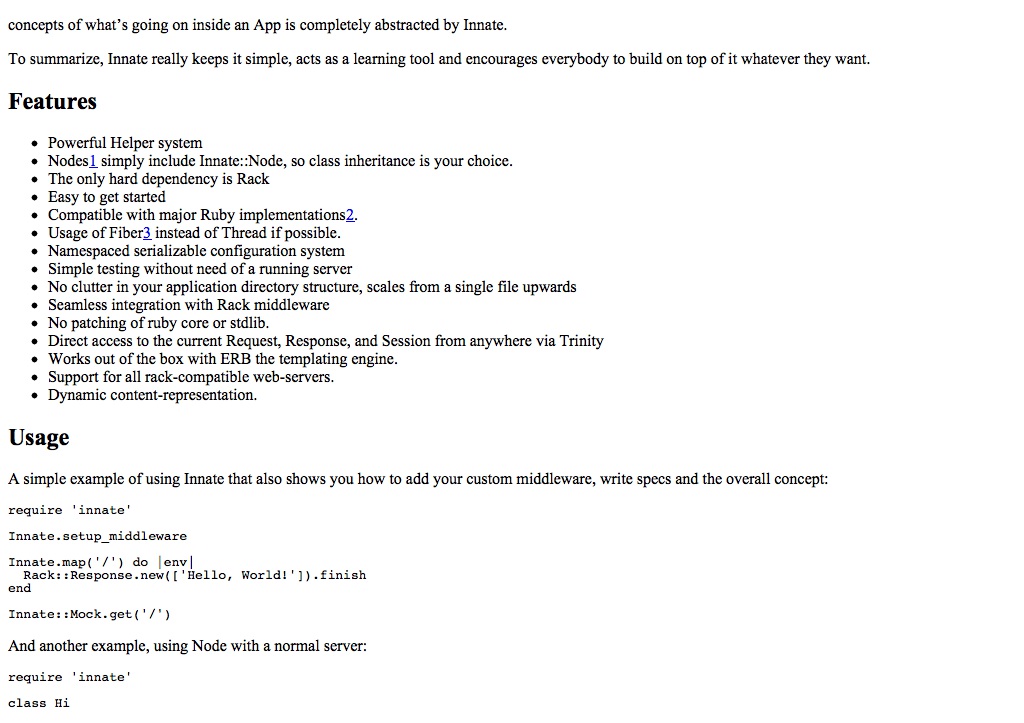 concepts of what’s going on inside an App is completely abstracted by Innate.
To summarize, Innate really keeps it simple, acts as a learning tool and encourages everybody to build on top of it whatever they want.
Features
• Powerful Helper system
• Nodes1 simply include Innate::Node, so class inheritance is your choice.
• The only hard dependency is Rack
• Easy to get started
• Compatible with major Ruby implementations2.
• Usage of Fiber3 instead of Thread if possible.
• Namespaced serializable configuration system
• Simple testing without need of a running server
• No clutter in your application directory structure, scales from a single file upwards
• Seamless integration with Rack middleware
• No patching of ruby core or stdlib.
• Direct access to the current Request, Response, and Session from anywhere via Trinity
• Works out of the box with ERB the templating engine.
• Support for all rack-compatible web-servers.
• Dynamic content-representation.
Usage
A simple example of using Innate that also shows you how to add your custom middleware, write specs and the overall concept:
require 'innate'
Innate.setup_middleware
Innate.map('/') do |env|
  Rack::Response.new(['Hello, World!']).finish
end
Innate::Mock.get('/')
And another example, using Node with a normal server:
require 'innate'
class Hi